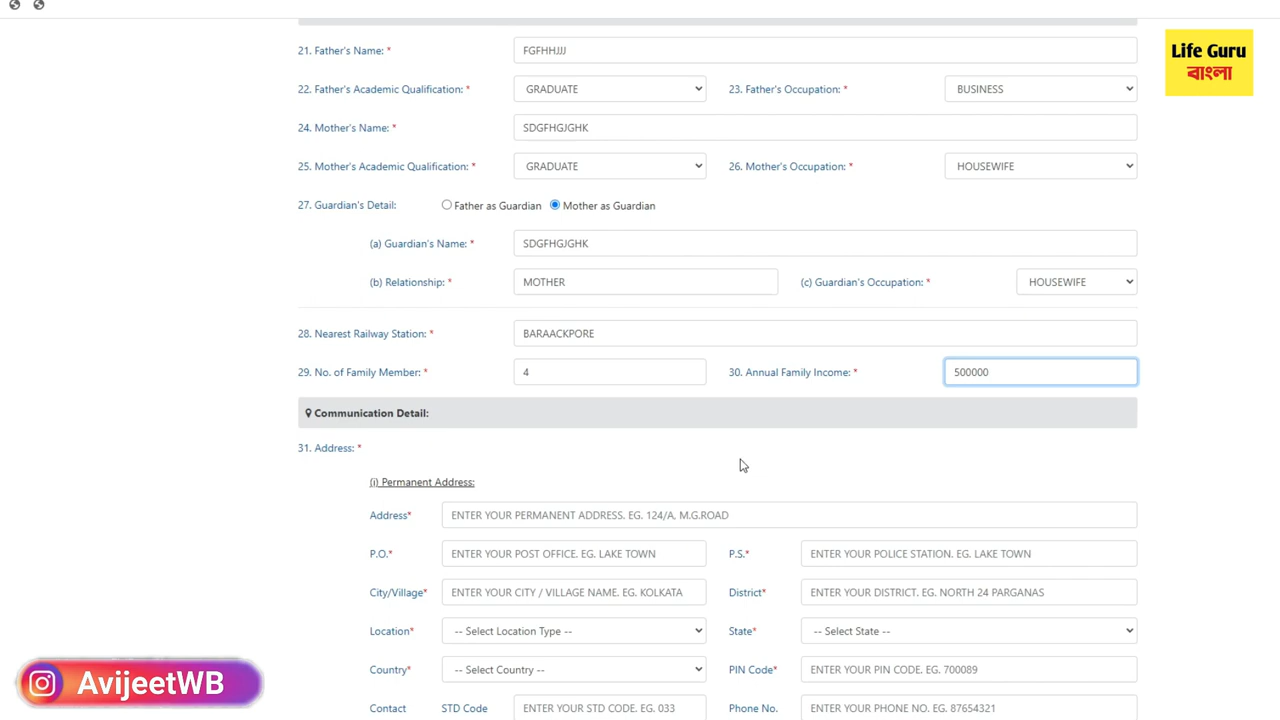 Life Guru
বাংলা
21. Father's Name: * FGFHHJJJ
22. Father's Academic Qualification: * GRADUATE 23. Father's Occupation: * BUSINESS
24. Mother's Name: * SDGFHGJGHK
25. Mother's Academic Qualification: * GRADUATE 26. Mother's Occupation: * HOUSEWIFE
27. Guardian's Detail: Father as Guardian Mother as Guardian
(a) Guardian's Name: * SDGFHGJGHK
(b) Relationship: * MOTHER (c) Guardian's Occupation: * HOUSEWIFE
28. Nearest Railway Station: * BARAACKPORE
29. No. of Family Member: * 4 30. Annual Family Income: * 500000
Communication Detail:
31. Address: *
(i) Permanent Address:
Address* ENTER YOUR PERMANENT ADDRESS. EG. 124/A, M.G.ROAD
P.O.* ENTER YOUR POST OFFICE. EG. LAKE TOWN P.S.* ENTER YOUR POLICE STATION. EG. LAKE TOWN
City/Village* ENTER YOUR CITY / VILLAGE NAME. EG. KOLKATA District* ENTER YOUR DISTRICT. EG. NORTH 24 PARGANAS
Location* -- Select Location Type -- State* -- Select State --
Country* -- Select Country -- PIN Code* ENTER YOUR PIN CODE. EG. 700089
Contact STD Code ENTER YOUR STD CODE. EG. 033 Phone No. ENTER YOUR PHONE NO. EG. 87654321
AvijeetWB